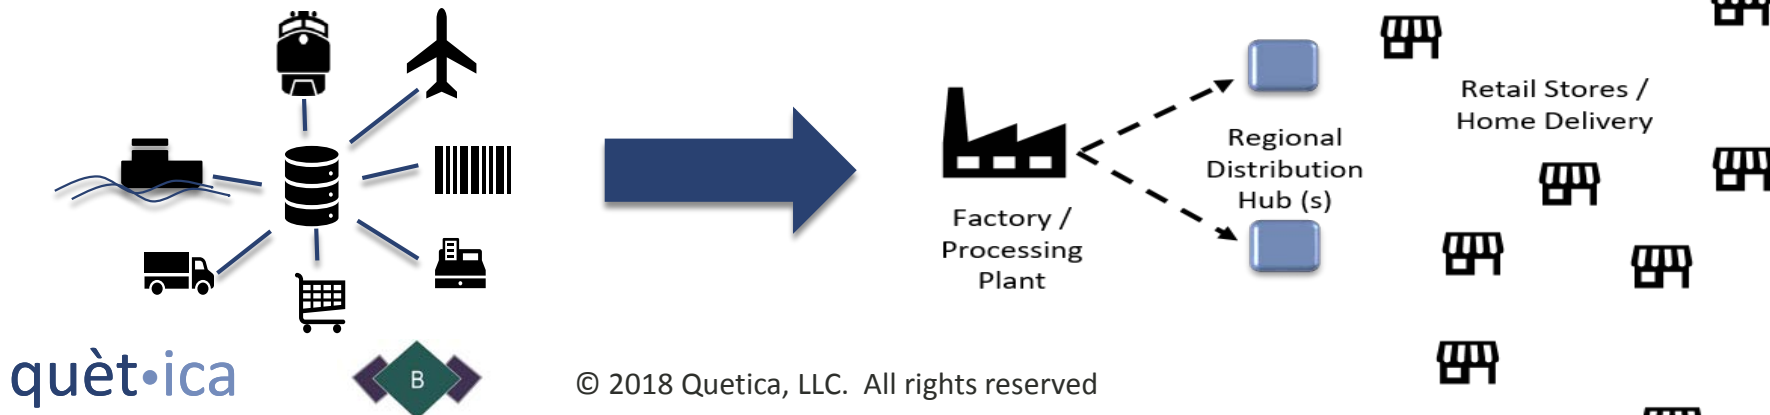 Retail Stores /
Home Delivery
Regional
Distribution
Hub (s)
Factory /
Processing
Plant
quèt•ica
B
© 2018 Quetica, LLC.  All rights reserved